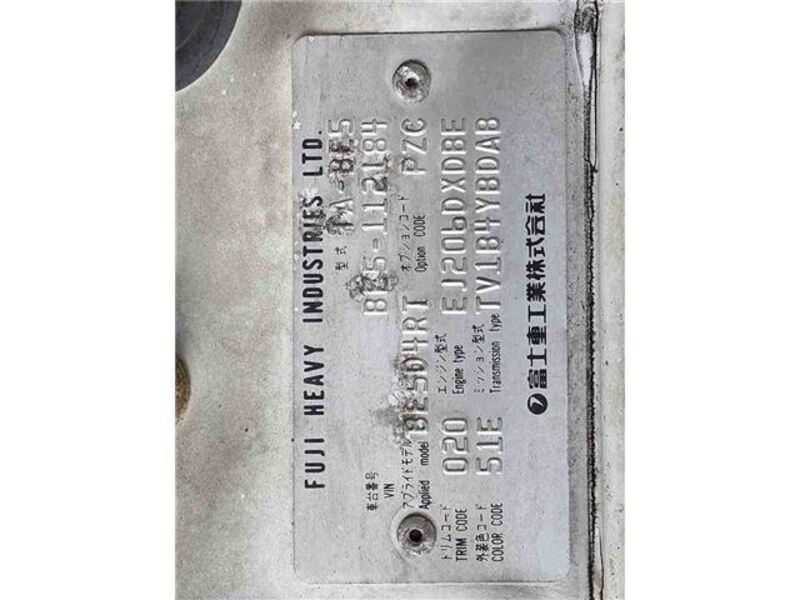 FUJI HEAVY INDUSTRIES LTD.
型式 TA-BE5
車台番号 BE5-112184
VIN
アプライドモデル BE5D4RT オプションコード PZC
Applied model Option CODE
トリムコード 020 エンジン型式 EJ206DXDBE
TRIM CODE Engine type
外装色コード 51E ミッション型式 TV1B4YBDAB
COLOR CODE Transmission type
富士重工業株式会社